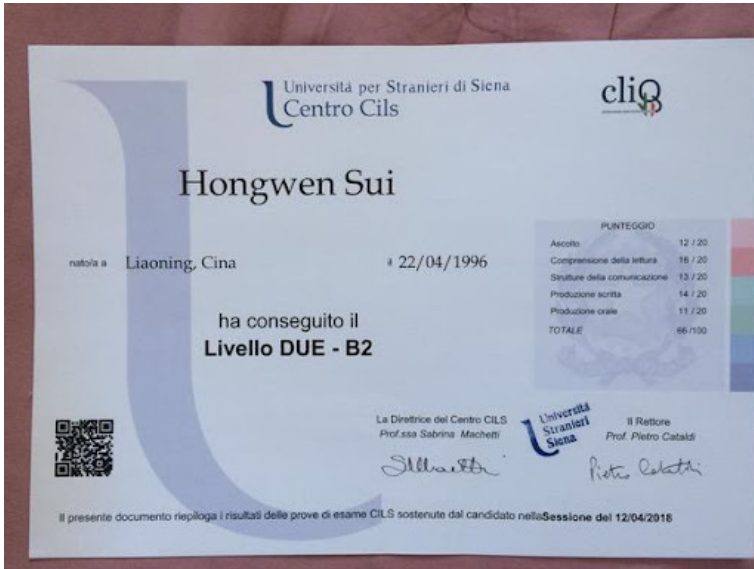 Università per Stranieri di Siena
Centro Cils
cliQ
Hongwen Sui
nato/a a Liaoning, Cina il 22/04/1996
ha conseguito il
Livello DUE - B2
PUNTEGGIO
Ascolto 12 / 20
Comprensione della lettura 16 / 20
Strutture della comunicazione 13 / 20
Produzione scritta 14 / 20
Produzione orale 11 / 20
TOTALE 66 /100
La Direttrice del Centro CILS
Prof.ssa Sabrina Machetti
Università
Stranieri
Siena
Il Rettore
Prof. Pietro Cataldi
Pietro Cataldi
Il presente documento riepiloga i risultati delle prove di esame CILS sostenute dal candidato nellaSessione del 12/04/2018